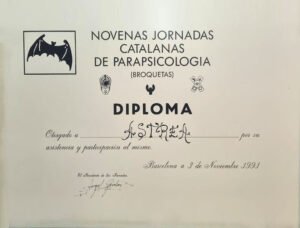 NOVENAS JORNADAS
CATALANAS
DE PARAPSICOLOGIA
(BROQUETAS)
DIPLOMA
Otorgado a ASTREA por su
asistencia y participación al mismo.
Barcelona a 3 de Noviembre 1991
El Presidente de las Jornadas